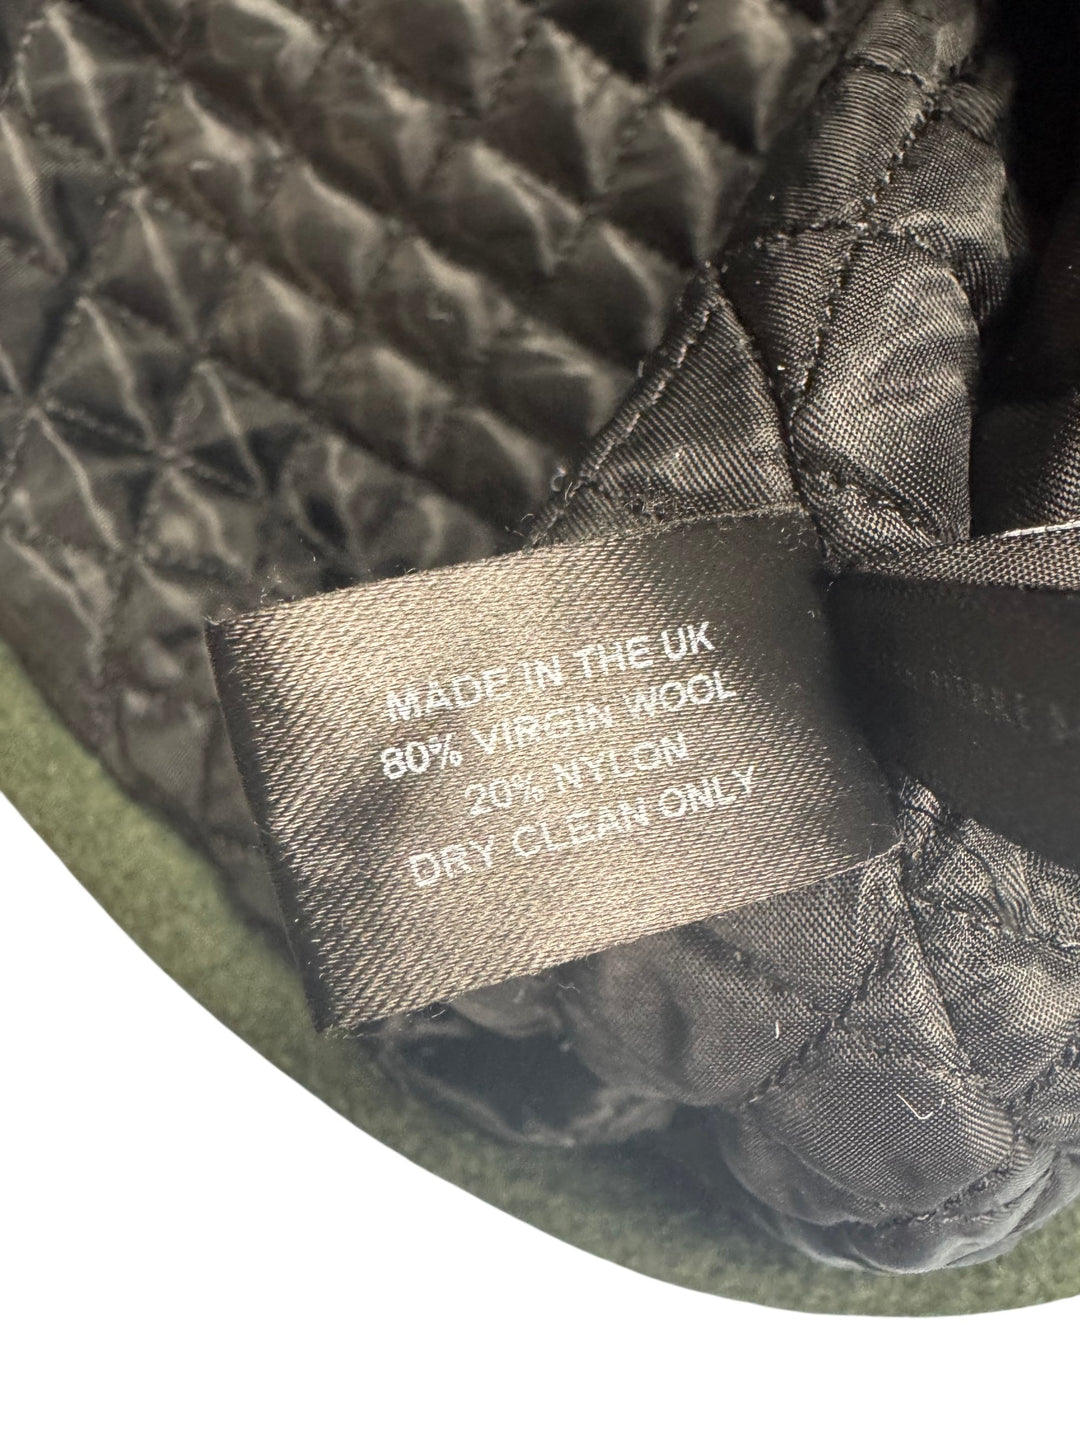 MADE IN THE UK
80% VIRGIN WOOL
20% NYLON
DRY CLEAN ONLY